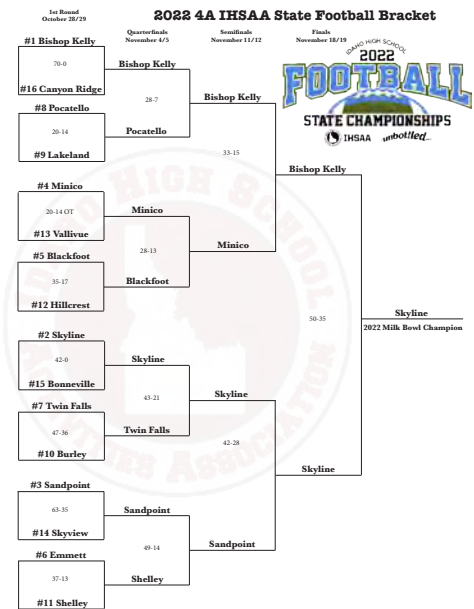 1st Round
October 28/29
2022 4A IHSAA State Football Bracket
Quarterfinals
November 4/5
Semifinals
November 11/12
Finals
November 18/19
IDAHO HIGH SCHOOL
2022
FOOTBALL
STATE CHAMPIONSHIPS
IHSAA unbottled...
#1 Bishop Kelly
70-0
#16 Canyon Ridge
Bishop Kelly
28-7
#8 Pocatello
20-14
#9 Lakeland
Pocatello
Bishop Kelly
33-15
#4 Minico
20-14 OT
#13 Vallivue
Minico
28-13
#5 Blackfoot
35-17
#12 Hillcrest
Blackfoot
Minico
Bishop Kelly
50-35
Skyline
2022 Milk Bowl Champion
#2 Skyline
42-0
#15 Bonneville
Skyline
43-21
#7 Twin Falls
47-36
#10 Burley
Twin Falls
Skyline
42-28
Skyline
#3 Sandpoint
63-35
#14 Skyview
Sandpoint
49-14
#6 Emmett
37-13
#11 Shelley
Shelley
Sandpoint
IDAHO HIGH SCHOOL
ACTIVITIES ASSOCIATION